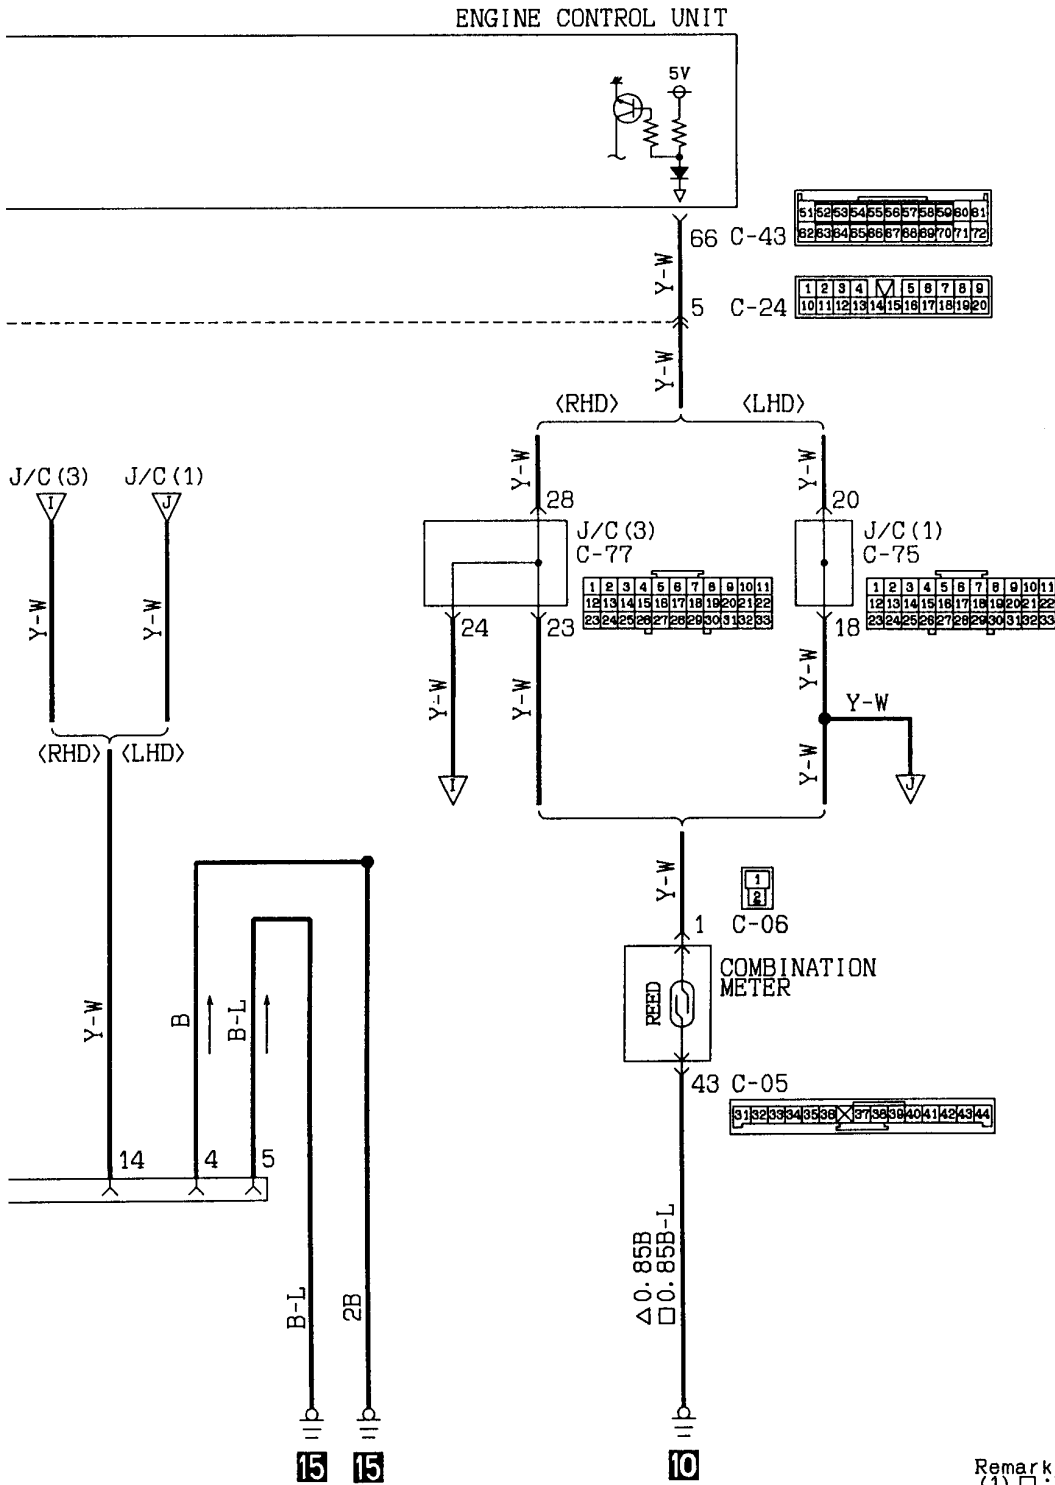 ENGINE CONTROL UNIT
5V
51 52 53 54 55 56 57 58 59 60 61
62 63 64 65 66 67 68 69 70 71 72
66 C-43
Y-W
1 2 3 4 5 6 7 8 9
10 11 12 13 14 15 16 17 18 19 20
5 C-24
Y-W
〈RHD〉 〈LHD〉
Y-W Y-W
J/C(3) J/C(1)
I J
28 20
J/C(3)
C-77
J/C(1)
C-75
1 2 3 4 5 6 7 8 9 10 11
12 13 14 15 16 17 18 19 20 21 22
23 24 25 26 27 28 29 30 31 32 33
1 2 3 4 5 6 7 8 9 10 11
12 13 14 15 16 17 18 19 20 21 22
23 24 25 26 27 28 29 30 31 32 33
Y-W Y-W
24 23 18
Y-W Y-W Y-W
Y-W
〈RHD〉 〈LHD〉
Y-W
I J
Y-W
1
2
1 C-06
COMBINATION
METER
REED
Y-W B B-L
43 C-05
31 32 33 34 35 36 37 38 39 40 41 42 43 44
14 4 5
△0.85B
□0.85B-L
B-L 2B
15 15 10
Remark
(1) □: